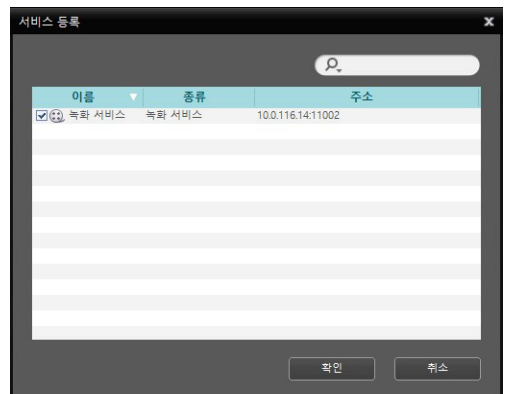 서비스 등록
이름 종류 주소
녹화 서비스 녹화 서비스 10.0.116.14:11002
확인 취소